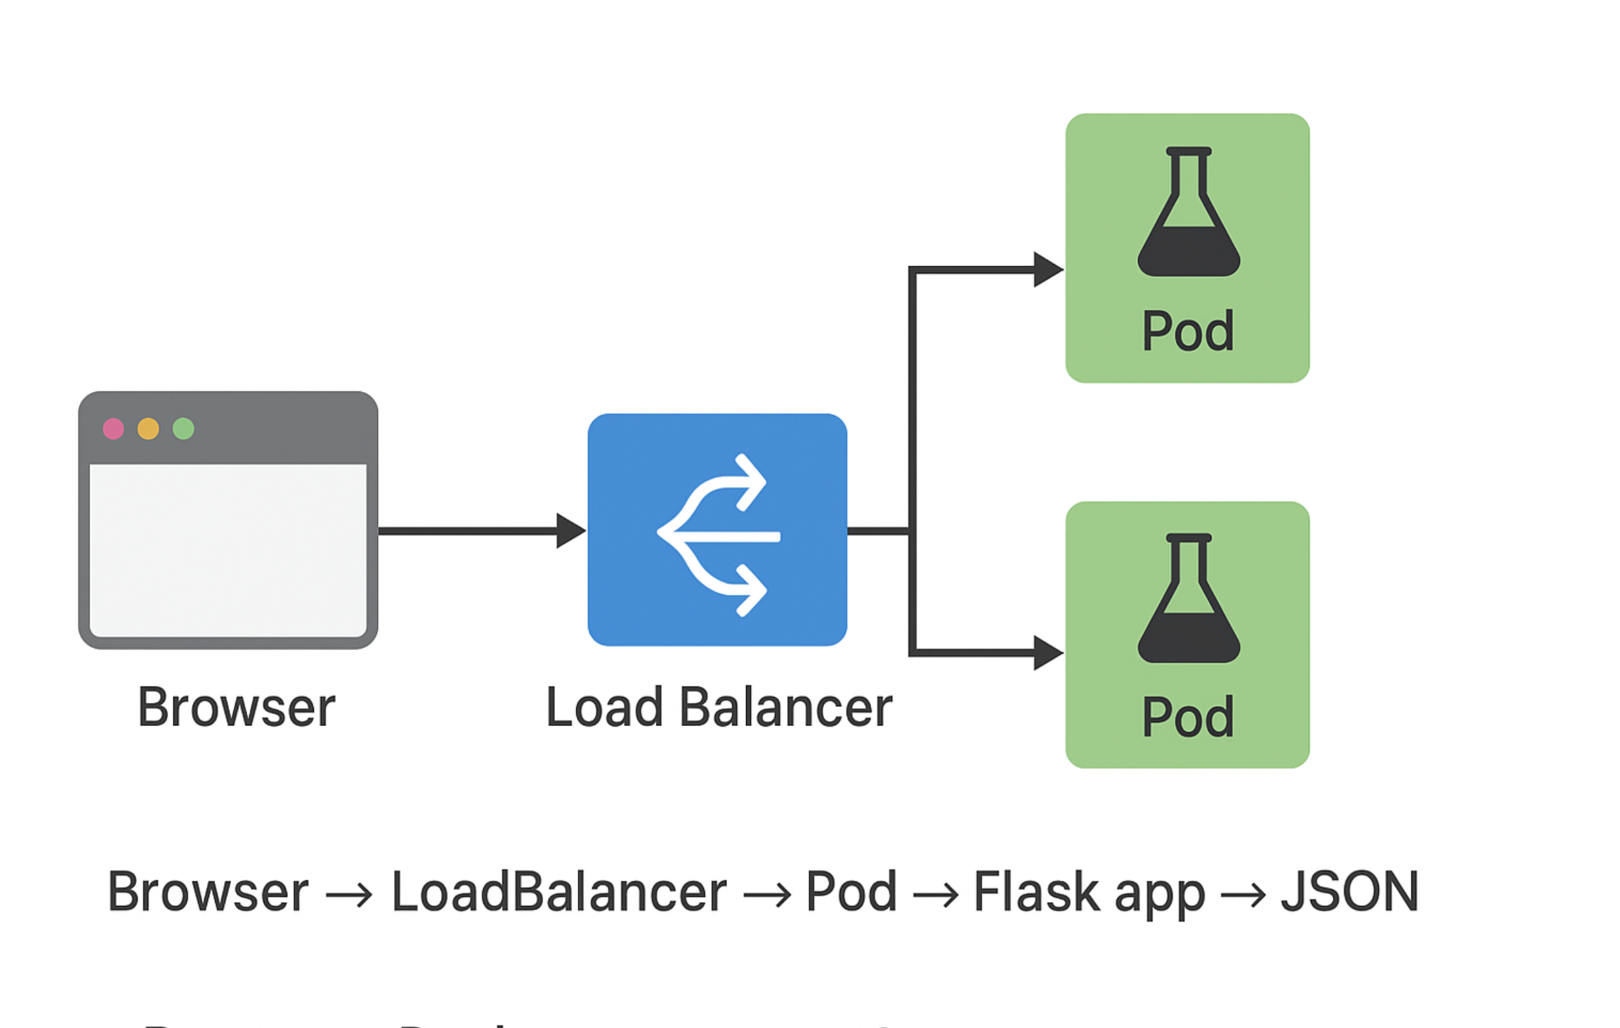 Pod
Browser
Load Balancer
Pod
Browser → LoadBalancer → Pod → Flask app → JSON